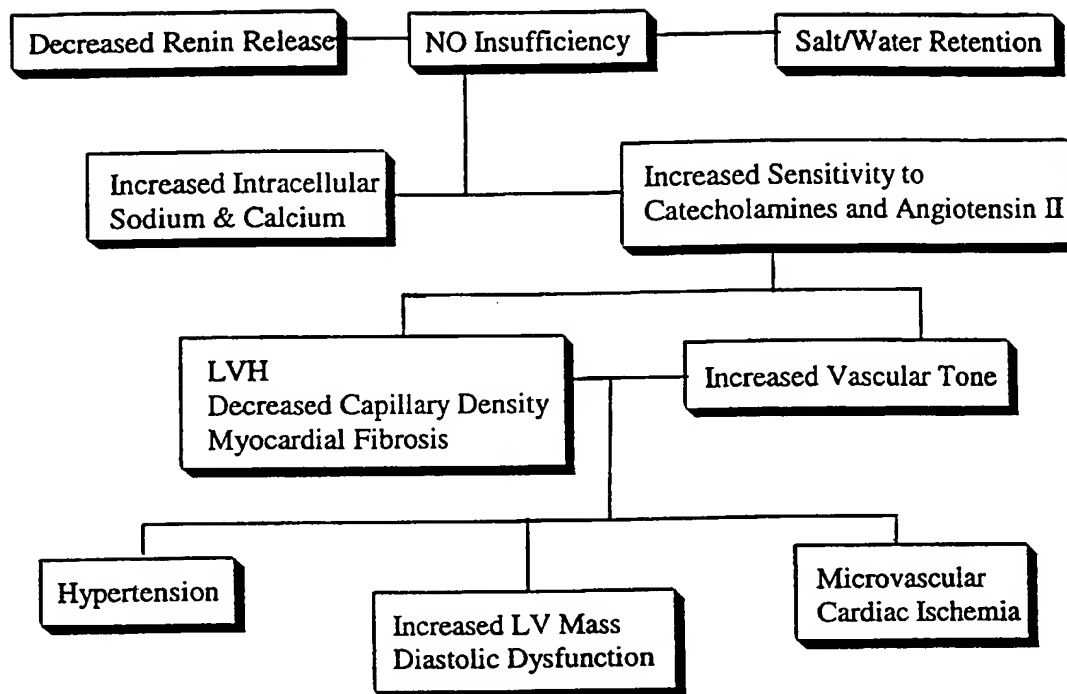 Decreased Renin Release
NO Insufficiency
Salt/Water Retention
Increased Intracellular
Sodium & Calcium
Increased Sensitivity to
Catecholamines and Angiotensin II
LVH
Decreased Capillary Density
Myocardial Fibrosis
Increased Vascular Tone
Hypertension
Increased LV Mass
Diastolic Dysfunction
Microvascular
Cardiac Ischemia